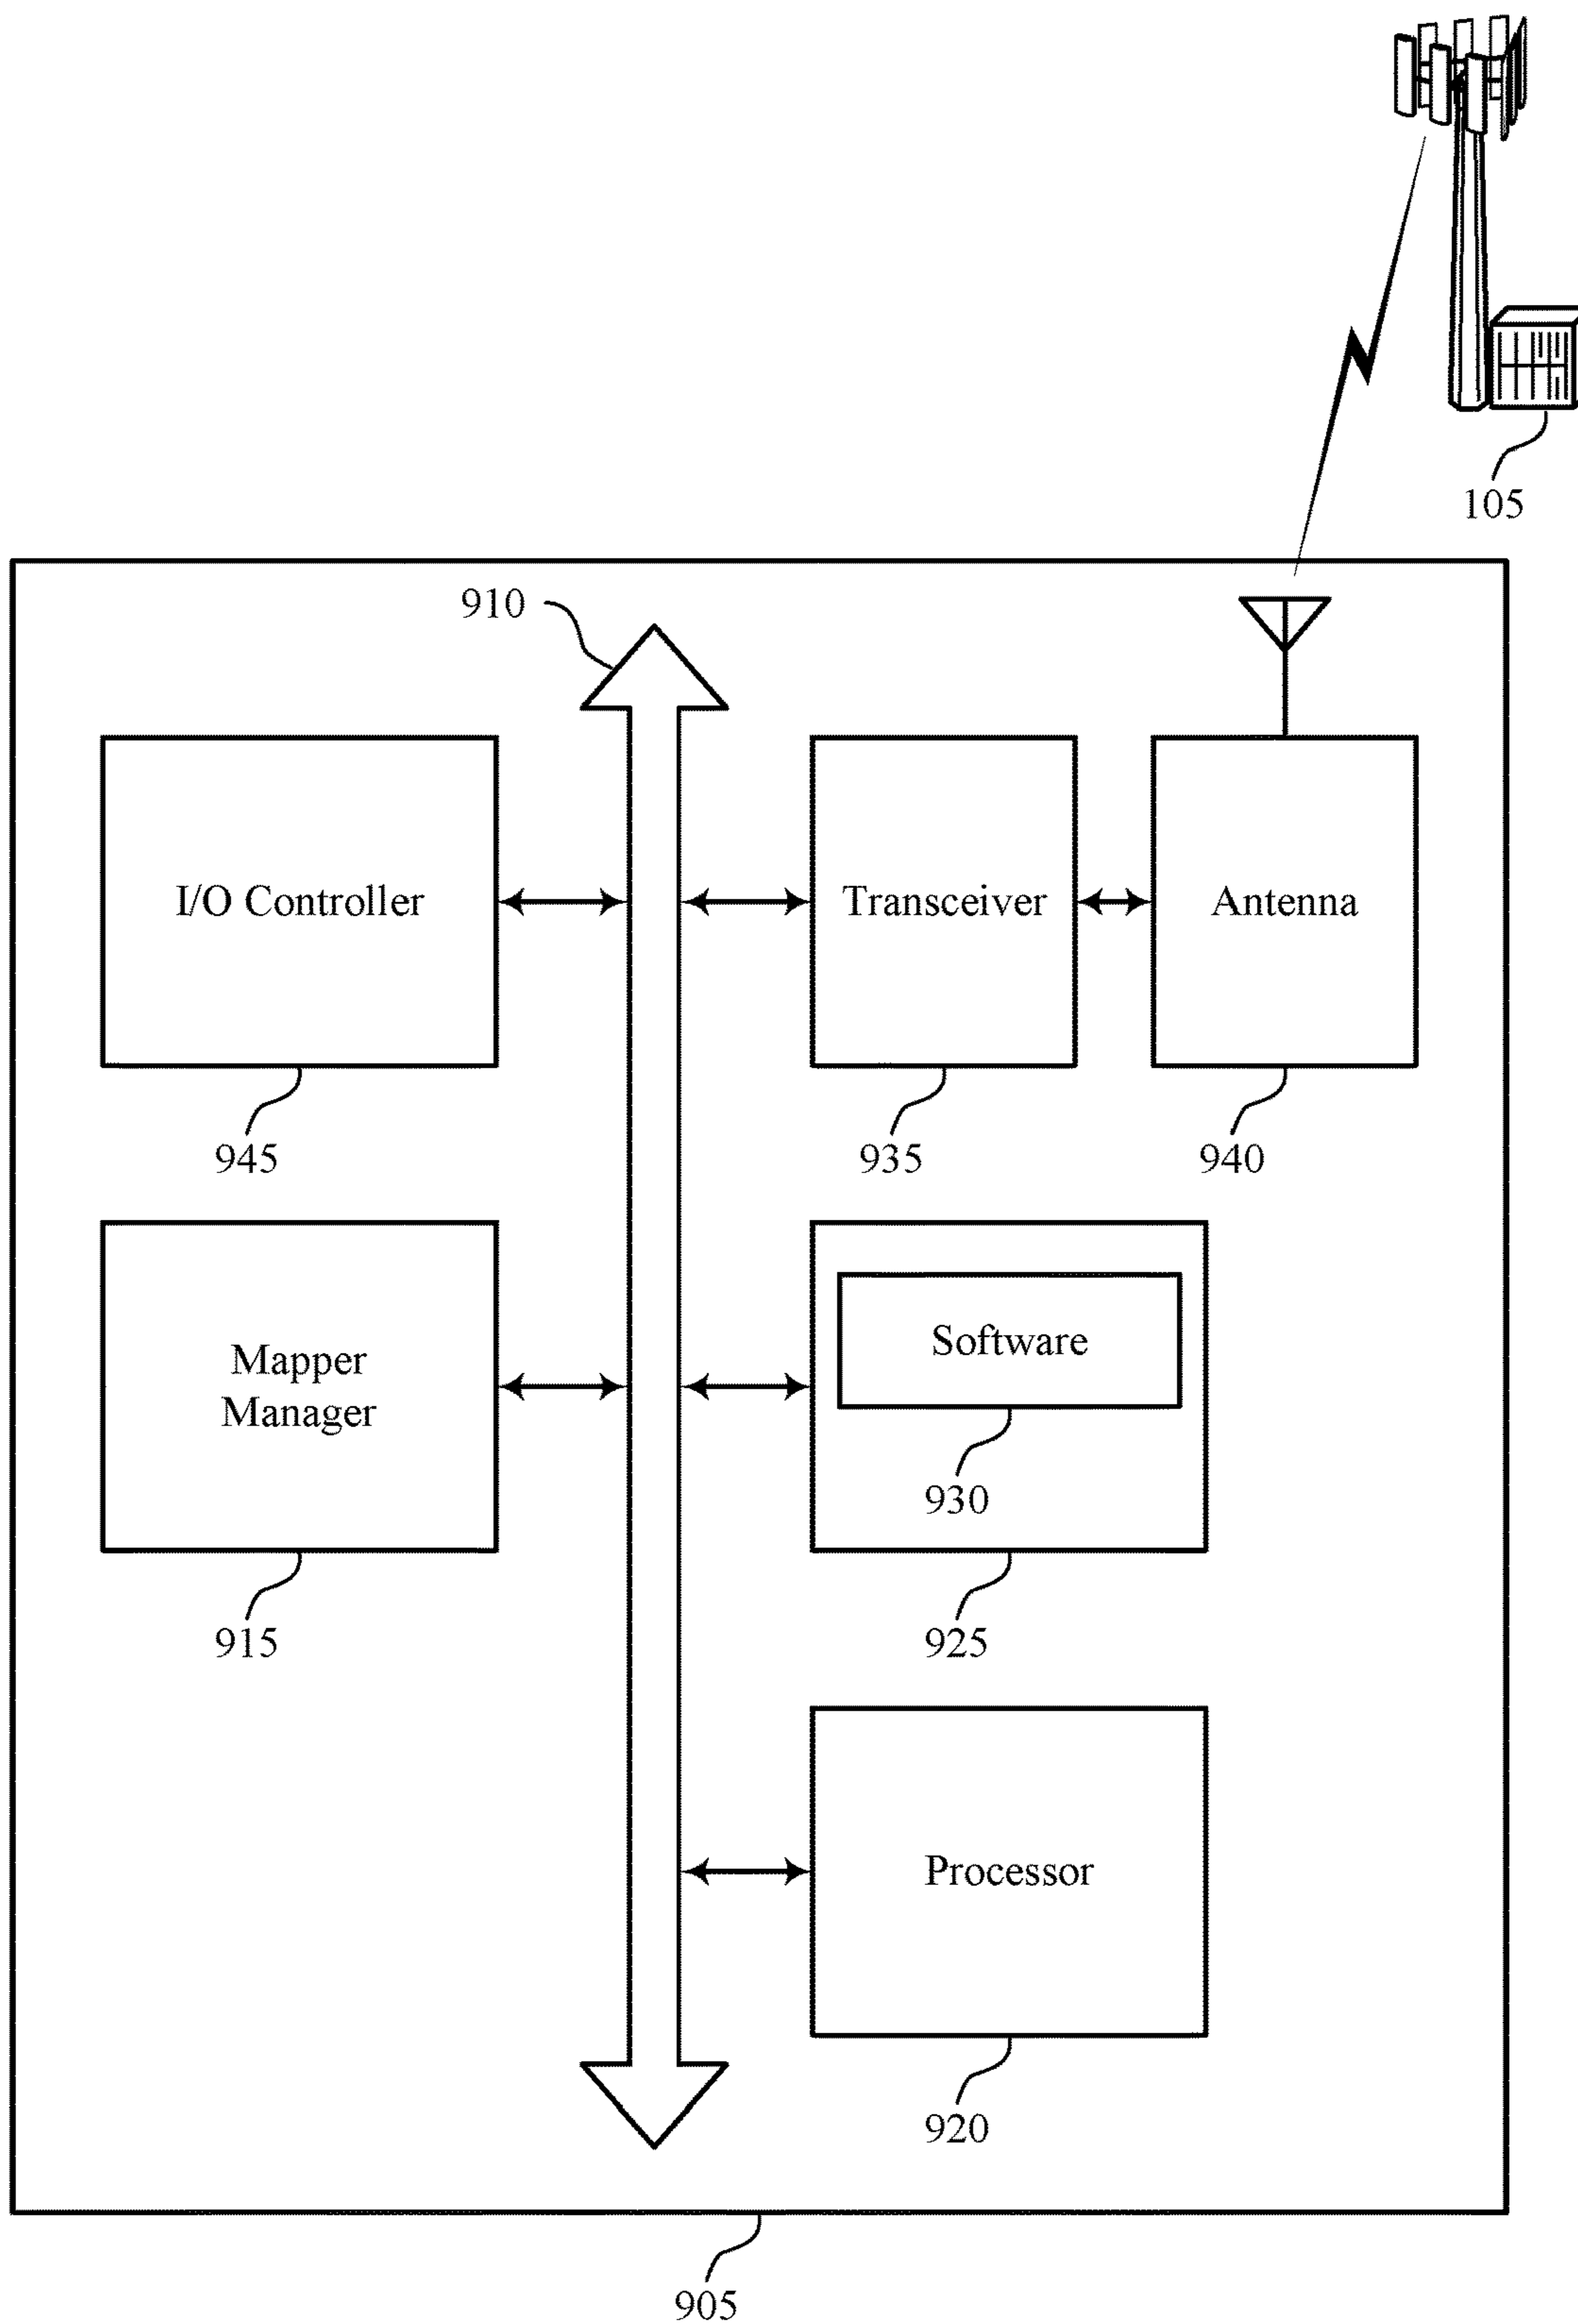 105
910
I/O Controller
Transceiver
Antenna
945
935
940
Mapper
Manager
Software
930
915
925
Processor
920
905